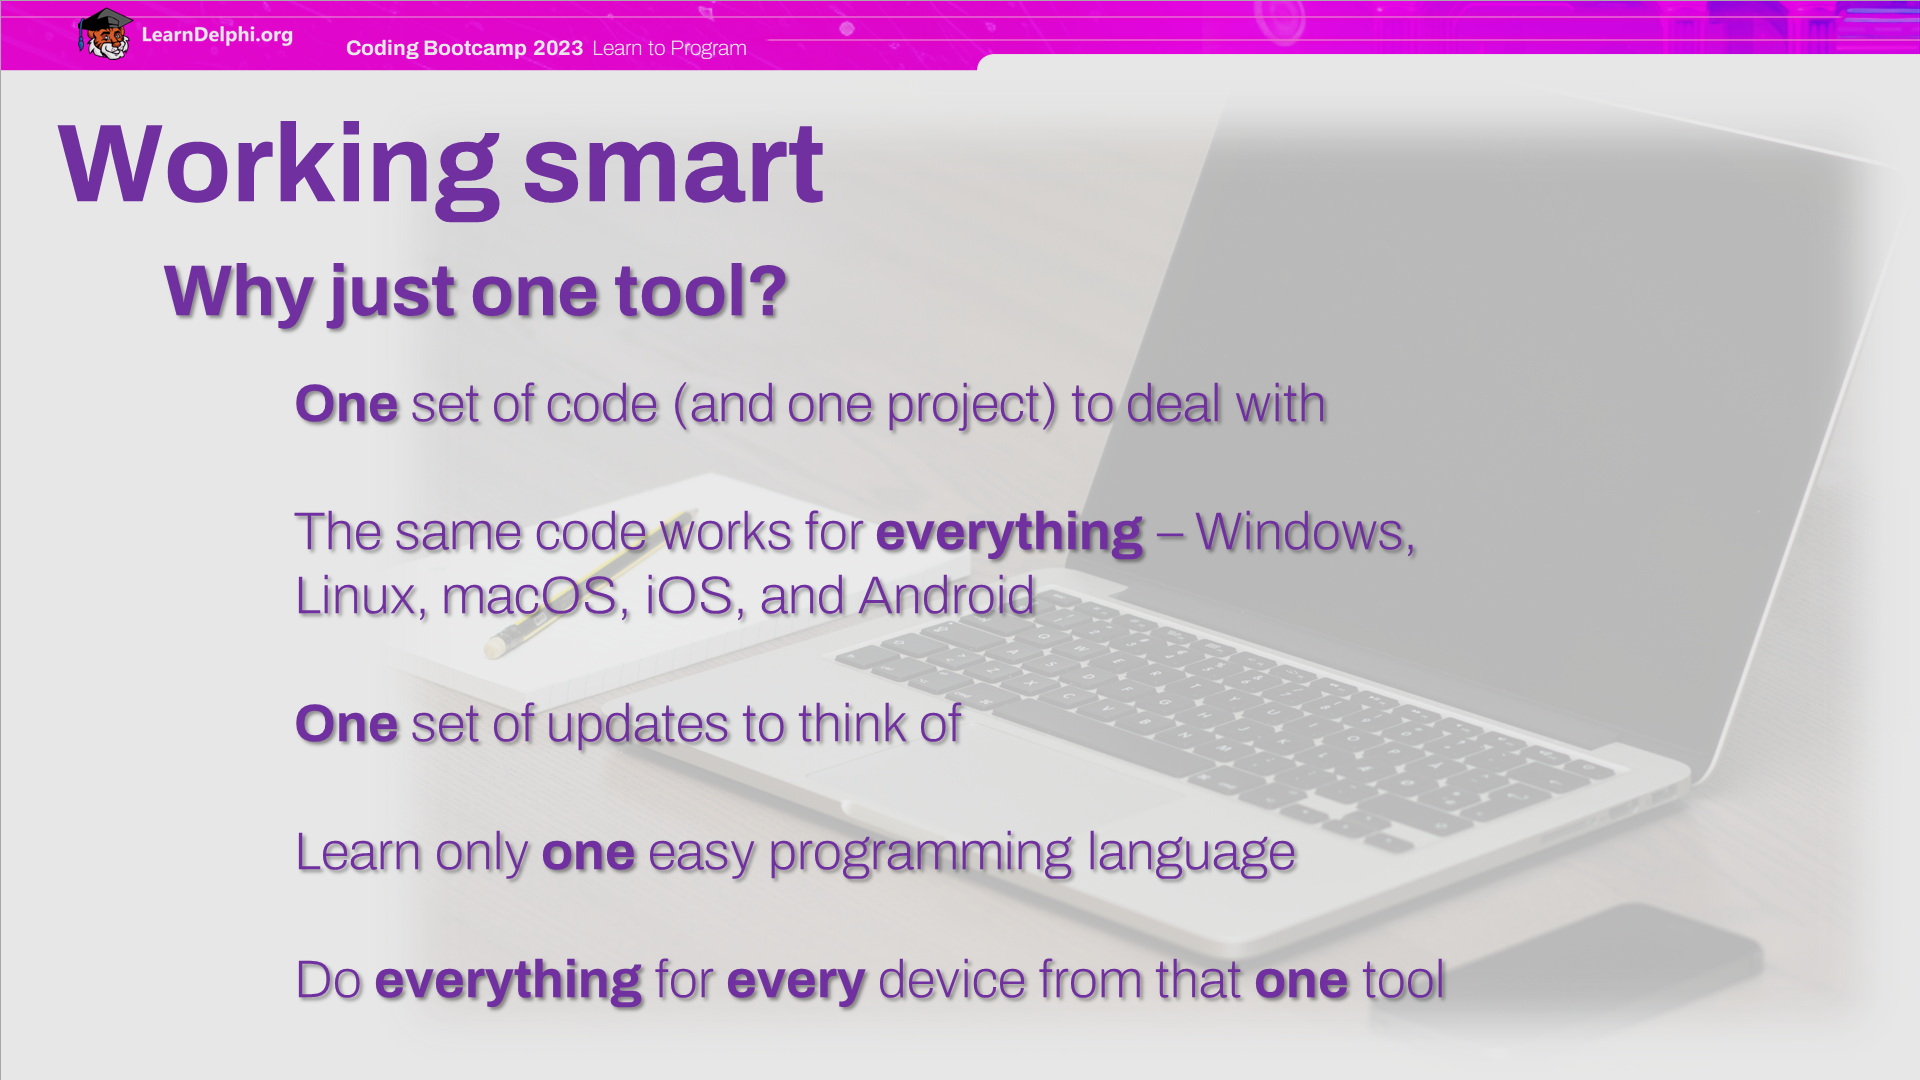 LearnDelphi.org
Coding Bootcamp 2023 Learn to Program
Working smart
Why just one tool?
One set of code (and one project) to deal with
The same code works for everything – Windows,
Linux, macOS, iOS, and Android
One set of updates to think of
Learn only one easy programming language
Do everything for every device from that one tool